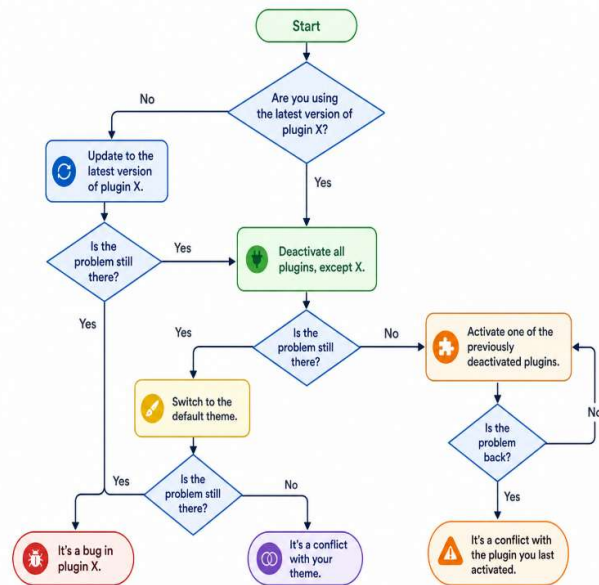 Start
Are you using
the latest version of
plugin X?
No
Yes
Update to the
latest version
of plugin X.
Is the
problem still
there?
Yes
Yes
Deactivate all
plugins, except X.
Is the
problem still
there?
Yes
No
Activate one of the
previously
deactivated plugins.
Switch to the
default theme.
Is the
problem
back?
No
Yes
Is the
problem still
there?
Yes
No
It's a bug in
plugin X.
It's a conflict
with your
theme.
It's a conflict with
the plugin you last
activated.